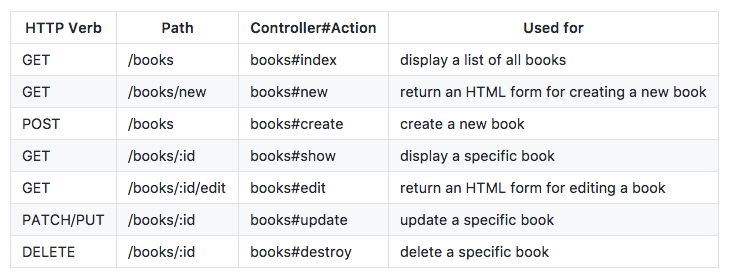 HTTP Verb Path Controller#Action Used for
GET /books books#index display a list of all books
GET /books/new books#new return an HTML form for creating a new book
POST /books books#create create a new book
GET /books/:id books#show display a specific book
GET /books/:id/edit books#edit return an HTML form for editing a book
PATCH/PUT /books/:id books#update update a specific book
DELETE /books/:id books#destroy delete a specific book